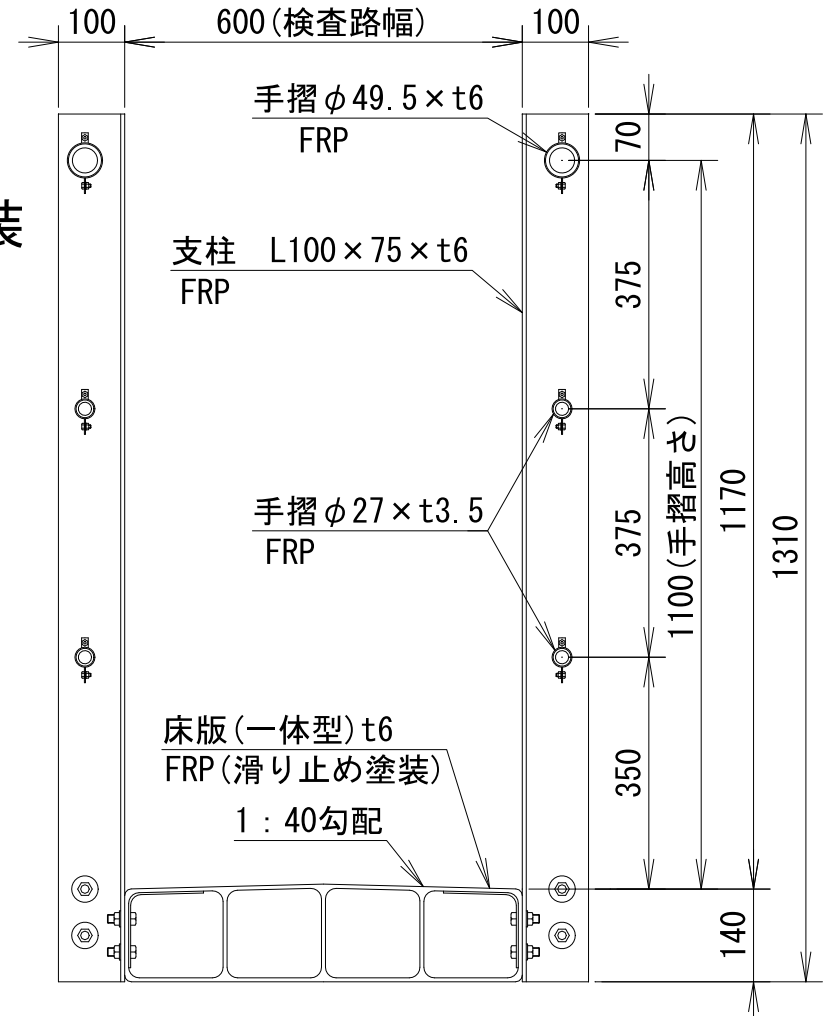 100
600(検査路幅)
100
手摺φ49.5×t6
FRP
70
装
支柱 L100×75×t6
FRP
375
手摺φ27×t3.5
FRP
375
1100(手摺高さ)
1170
1310
床版(一体型)t6
FRP(滑り止め塗装)
1：40勾配
350
140